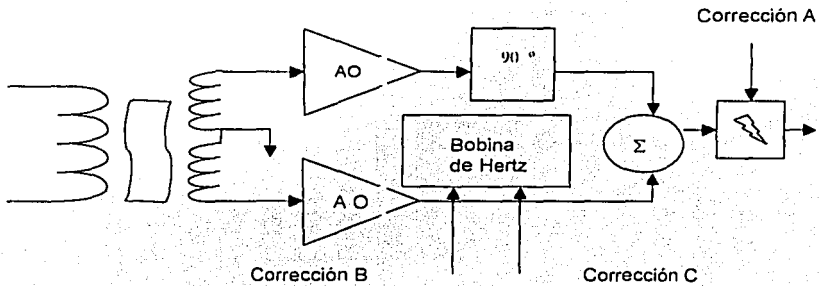 Corrección A
AO
90 º
Bobina
de Hertz
Σ
A O
Corrección B
Corrección C